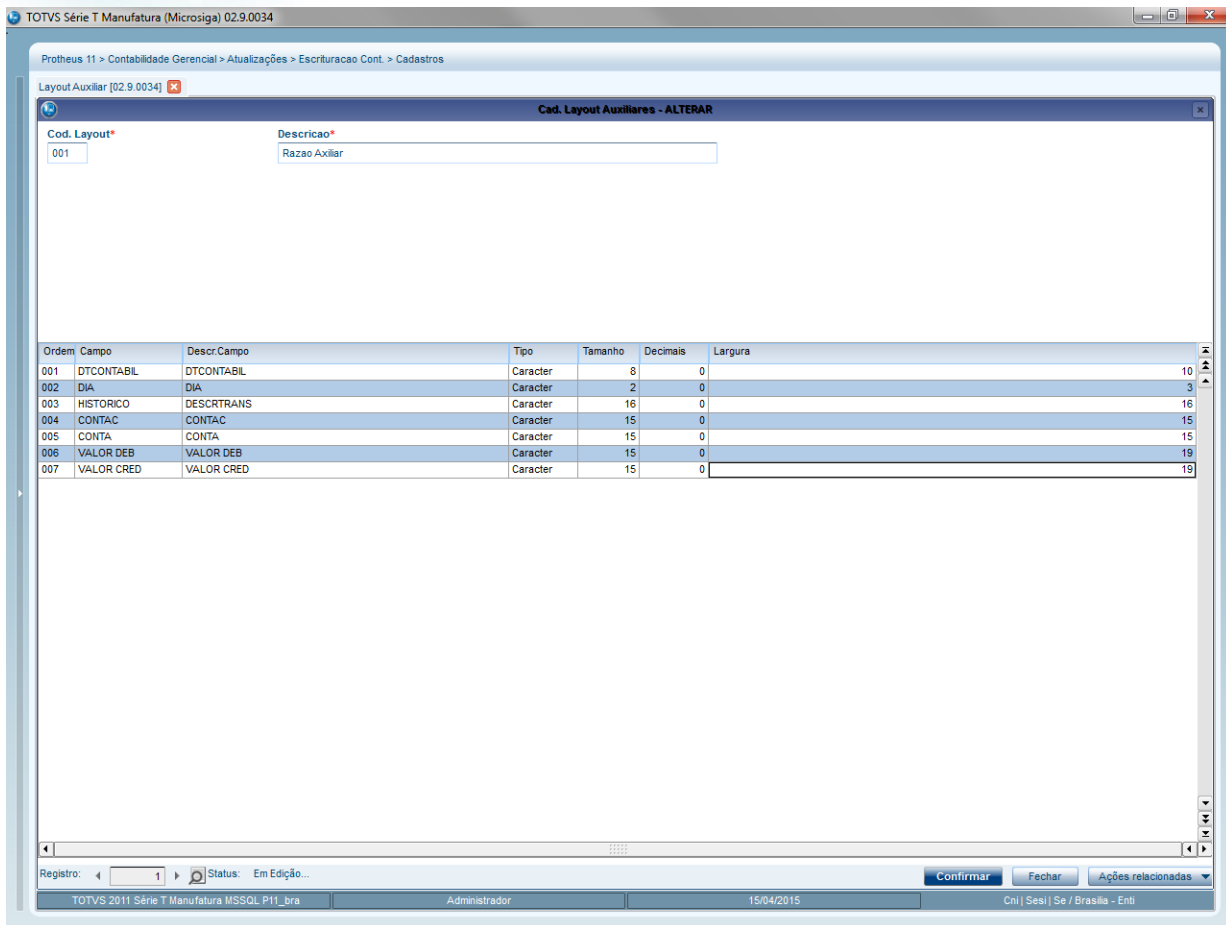 TOTVS Série T Manufatura (Microsiga) 02.9.0034
Protheus 11 > Contabilidade Gerencial > Atualizações > Escrituracao Cont. > Cadastros
Layout Auxiliar [02.9.0034]
Cad. Layout Auxiliares - ALTERAR
Cod. Layout* Descricao*
001 Razao Axiliar
Ordem Campo Descr.Campo Tipo Tamanho Decimais Largura
001 DTCONTABIL DTCONTABIL Caracter 8 0 10
002 DIA DIA Caracter 2 0 3
003 HISTORICO DESCRTRANS Caracter 16 0 16
004 CONTAC CONTAC Caracter 15 0 15
005 CONTA CONTA Caracter 15 0 15
006 VALOR DEB VALOR DEB Caracter 15 0 19
007 VALOR CRED VALOR CRED Caracter 15 0 19
Registro: 1 Status: Em Edição... Confirmar Fechar Ações relacionadas
TOTVS 2011 Série T Manufatura MSSQL P11_bra Administrador 15/04/2015 Cni | Sesi | Se / Brasilia - Enti